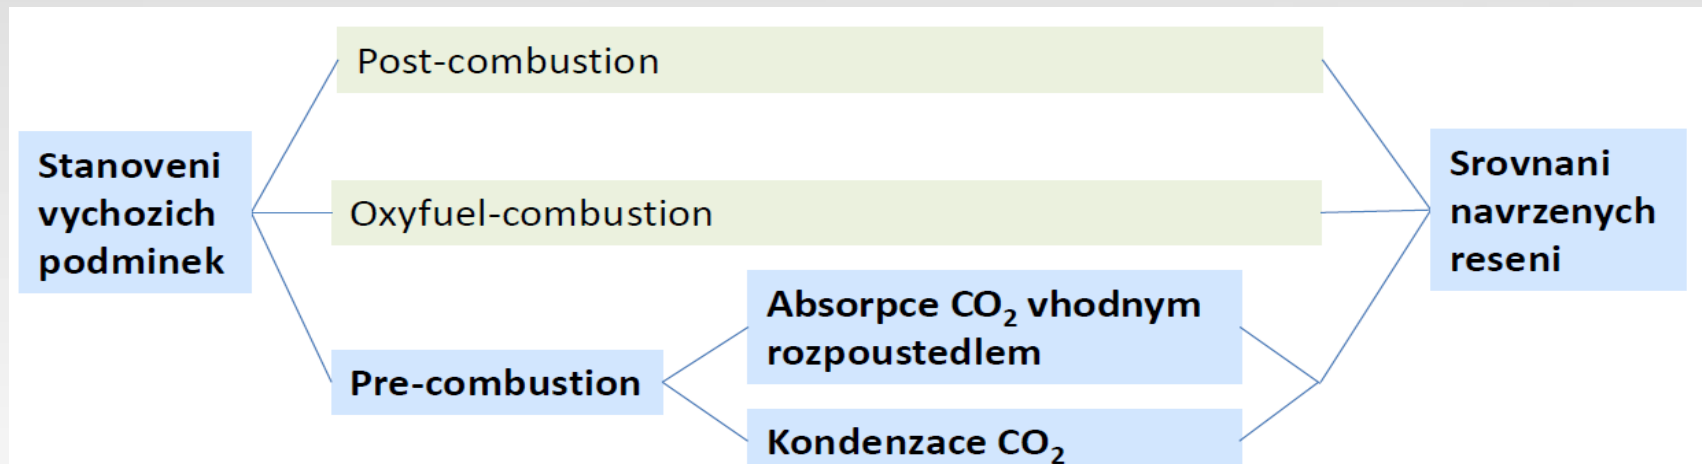 Post-combustion
Stanoveni
vychozich
podminek
Oxyfuel-combustion
Pre-combustion
Absorpce CO₂ vhodnym
rozpoustedlem
Kondenzace CO₂
Srovnani
navrzenych
reseni